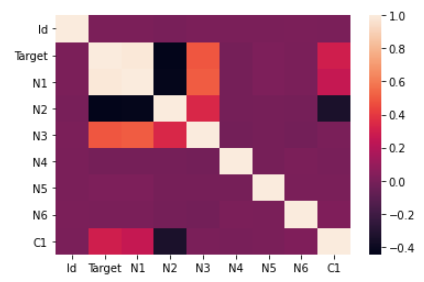 Id
Target
N1
N2
N3
N4
N5
N6
C1
Id Target N1 N2 N3 N4 N5 N6 C1
1.0
0.8
0.6
0.4
0.2
0.0
−0.2
−0.4